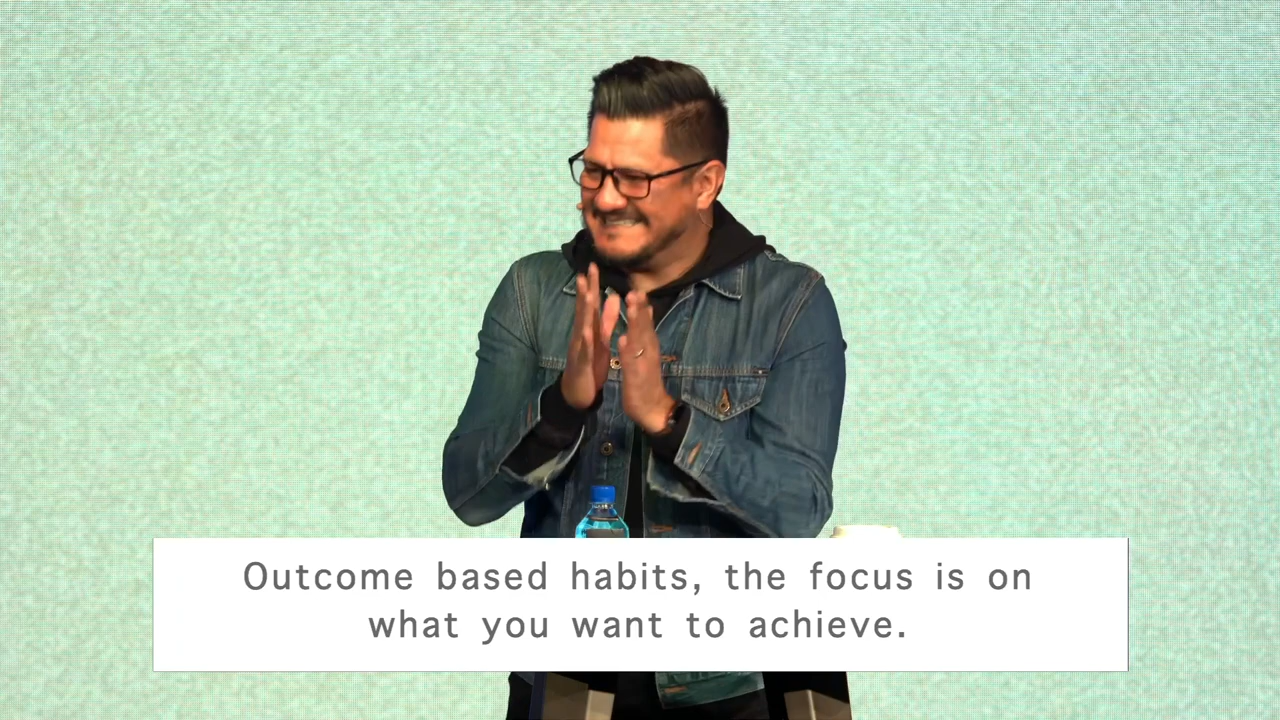 Outcome based habits, the focus is on
what you want to achieve.